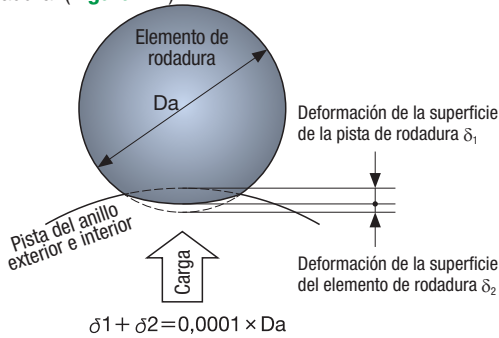 Elemento de
rodadura
Da
Deformación de la superficie
de la pista de rodadura δ1
Pista del anillo
exterior e interior
Carga
Deformación de la superficie
del elemento de rodadura δ2
δ1 + δ2 = 0,0001 × Da